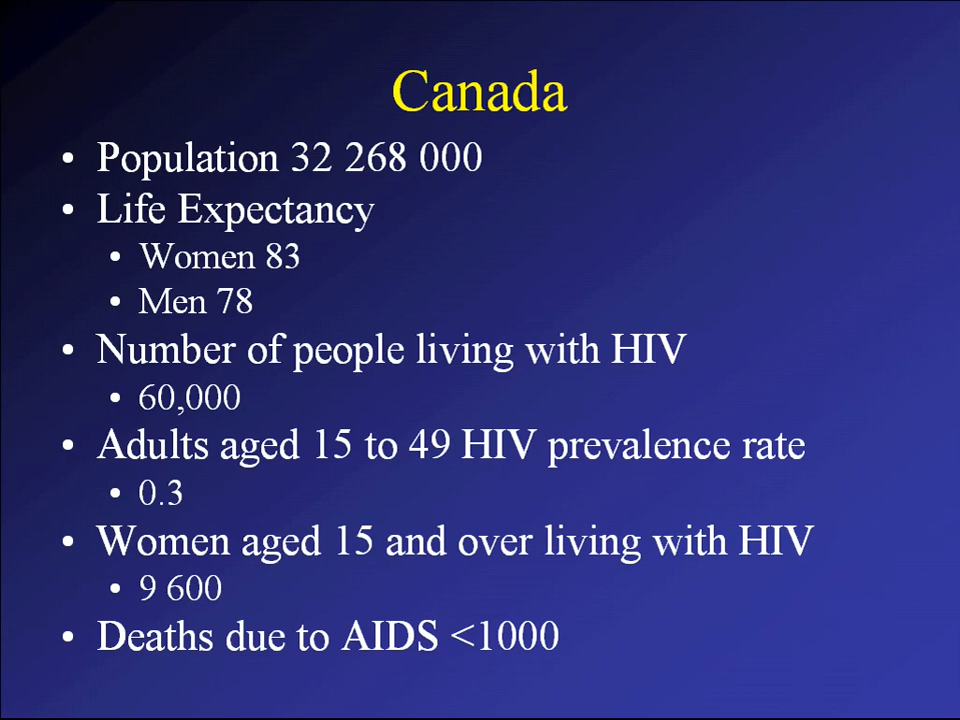 Canada
• Population 32 268 000
• Life Expectancy
• Women 83
• Men 78
• Number of people living with HIV
• 60,000
• Adults aged 15 to 49 HIV prevalence rate
• 0.3
• Women aged 15 and over living with HIV
• 9 600
• Deaths due to AIDS <1000